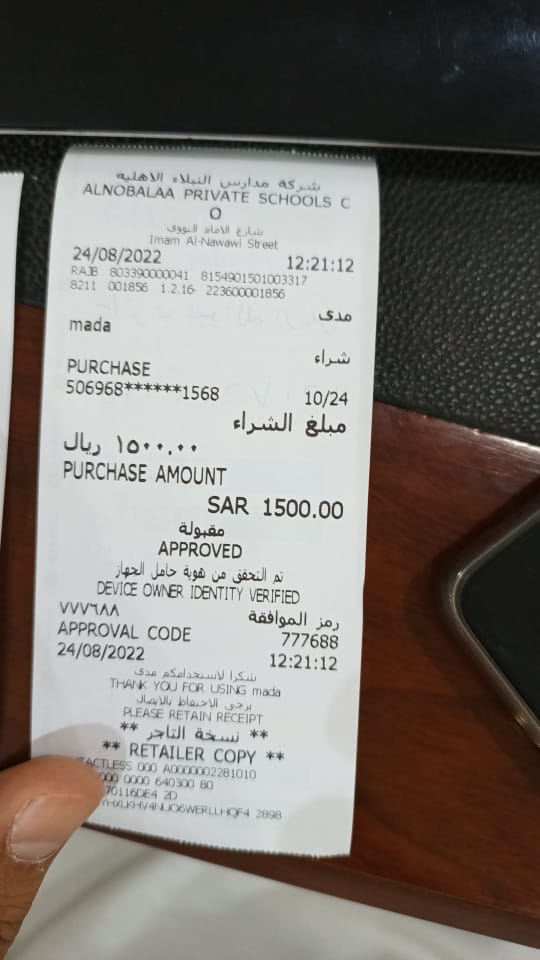 شركة مدارس النبلاء الاهلية
ALNOBALAA PRIVATE SCHOOLS C
O
شارع الامام النووي
Imam Al-Nawawi Street
24/08/2022 12:21:12
RAJB 803390000041 8154901501003317
8211 001856 1.2.16 223600001856
مدى
mada
شراء
PURCHASE
506968******1568 10/24
مبلغ الشراء
١٥٠٠.٠٠ ريال
PURCHASE AMOUNT
SAR 1500.00
مقبولة
APPROVED
تم التحقق من هوية حامل الجهاز
DEVICE OWNER IDENTITY VERIFIED
رمز الموافقة ٧٧٧٦٨٨
APPROVAL CODE 777688
24/08/2022 12:21:12
شكرا لاستخدامكم مدى
THANK YOU FOR USING mada
يرجى الاحتفاظ بالايصال
PLEASE RETAIN RECEIPT
** نسخة التاجر **
** RETAILER COPY **
TACTLESS 000 A0000002281010
000 0000 640300 80
70116DE4 2D
2898